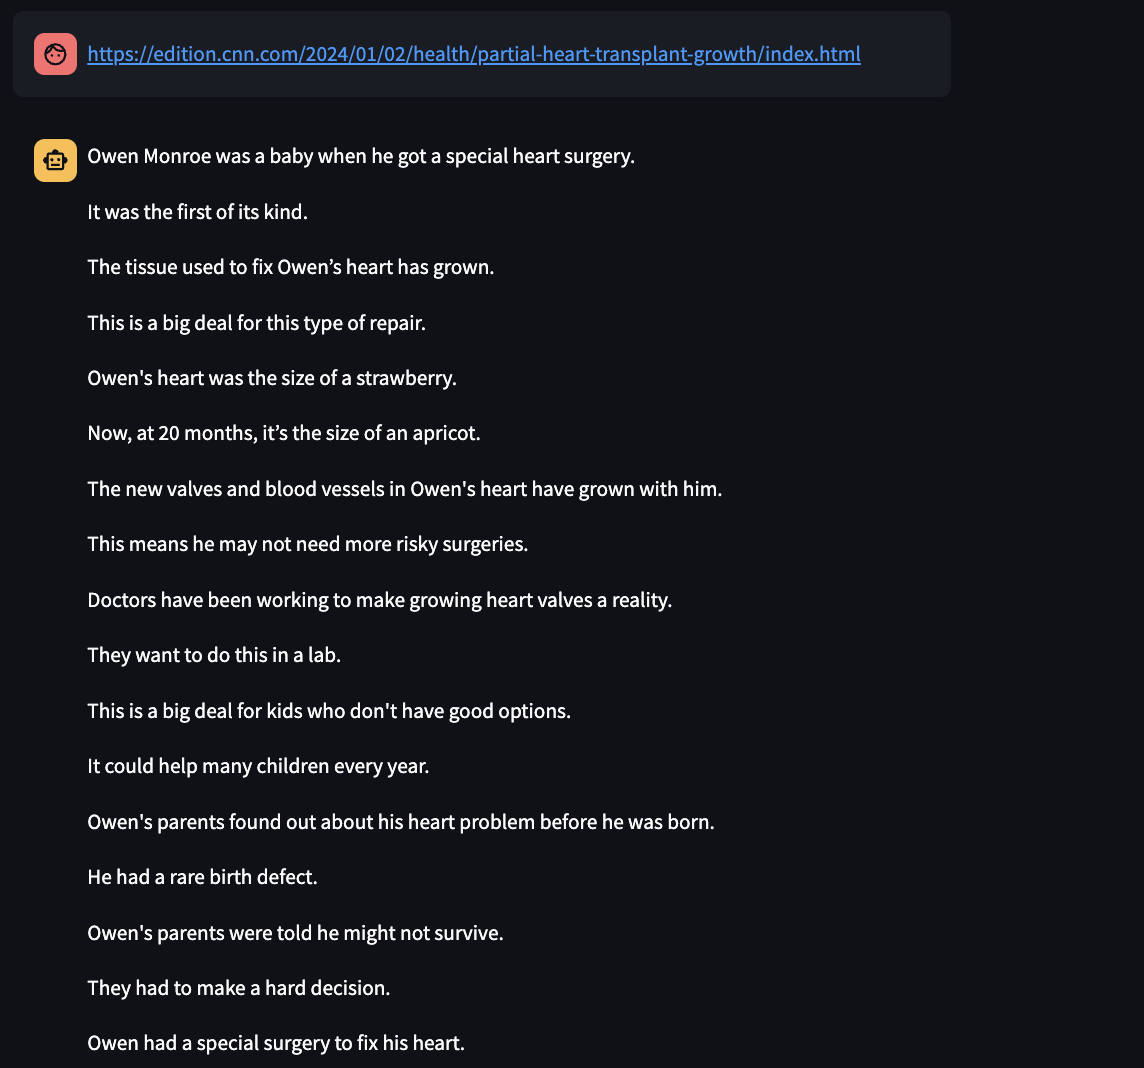 https://edition.cnn.com/2024/01/02/health/partial-heart-transplant-growth/index.html
Owen Monroe was a baby when he got a special heart surgery.
It was the first of its kind.
The tissue used to fix Owen’s heart has grown.
This is a big deal for this type of repair.
Owen's heart was the size of a strawberry.
Now, at 20 months, it’s the size of an apricot.
The new valves and blood vessels in Owen's heart have grown with him.
This means he may not need more risky surgeries.
Doctors have been working to make growing heart valves a reality.
They want to do this in a lab.
This is a big deal for kids who don't have good options.
It could help many children every year.
Owen's parents found out about his heart problem before he was born.
He had a rare birth defect.
Owen's parents were told he might not survive.
They had to make a hard decision.
Owen had a special surgery to fix his heart.